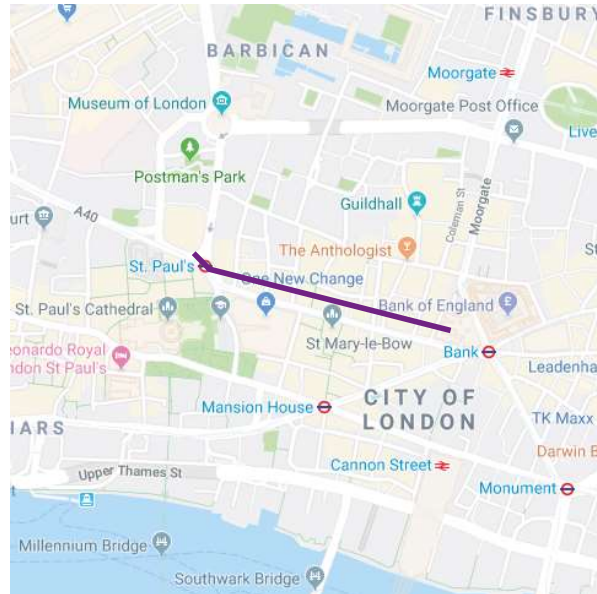 FINSBURY
BARBICAN
Moorgate
Museum of London
Moorgate Post Office
Live
Postman's Park
Guildhall
Coleman St
Moorgate
A40
urt
The Anthologist
St
St. Paul's
One New Change
St. Paul's Cathedral
Bank of England
St Mary-le-Bow
Bank
eonardo Royal
ndon St Paul's
Leadenha
Mansion House
CITY OF
LONDON
TK Maxx
IARS
Darwin B
Cannon Street
Upper Thames St
Monument
t
Millennium Bridge
Southwark Bridge